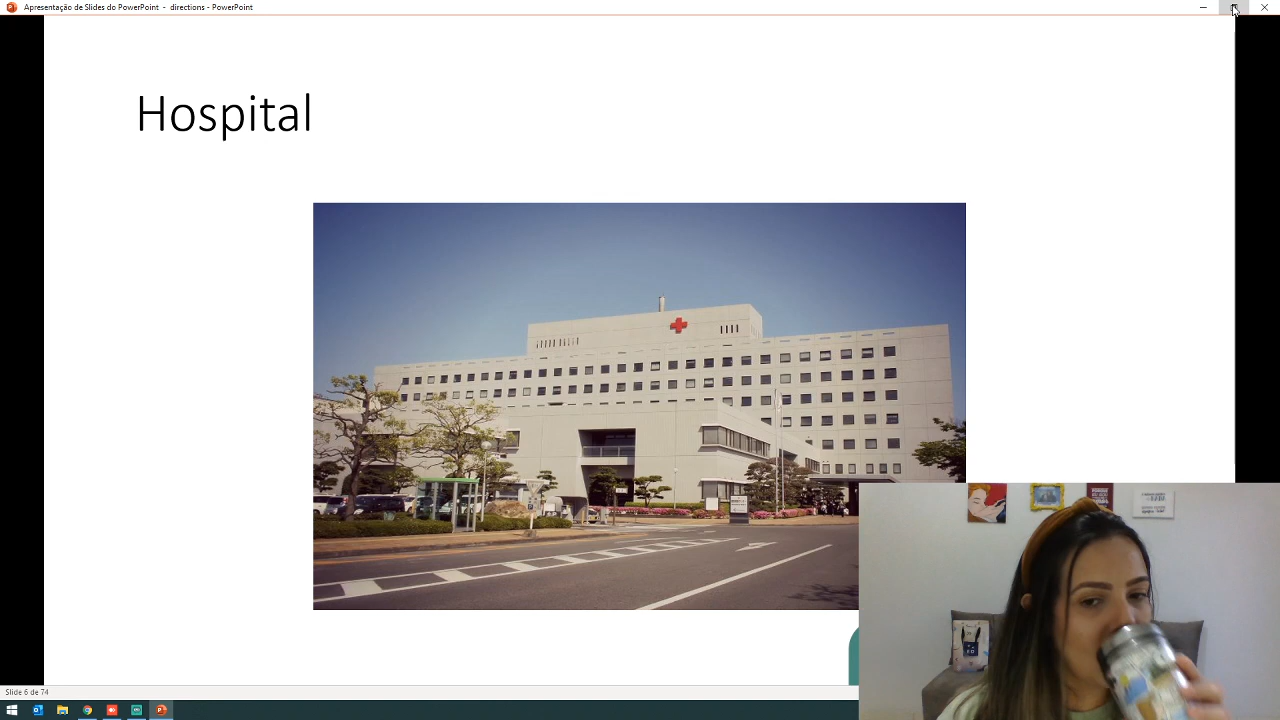 Apresentação de Slides do PowerPoint - directions - PowerPoint
Hospital
Slide 6 de 74